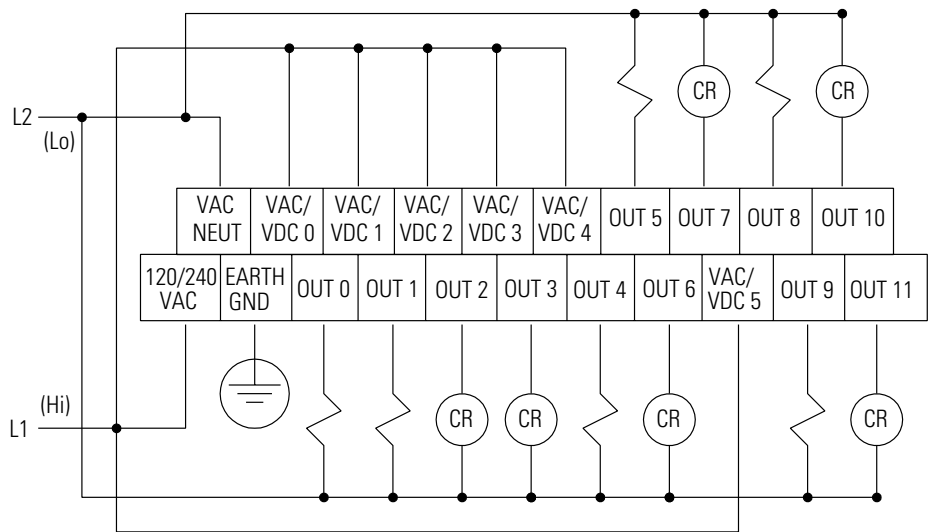 CR
CR
L2
(Lo)
VAC
NEUT
VAC/
VDC 0
VAC/
VDC 1
VAC/
VDC 2
VAC/
VDC 3
VAC/
VDC 4
OUT 5
OUT 7
OUT 8
OUT 10
120/240
VAC
EARTH
GND
OUT 0
OUT 1
OUT 2
OUT 3
OUT 4
OUT 6
VAC/
VDC 5
OUT 9
OUT 11
(Hi)
L1
CR
CR
CR
CR